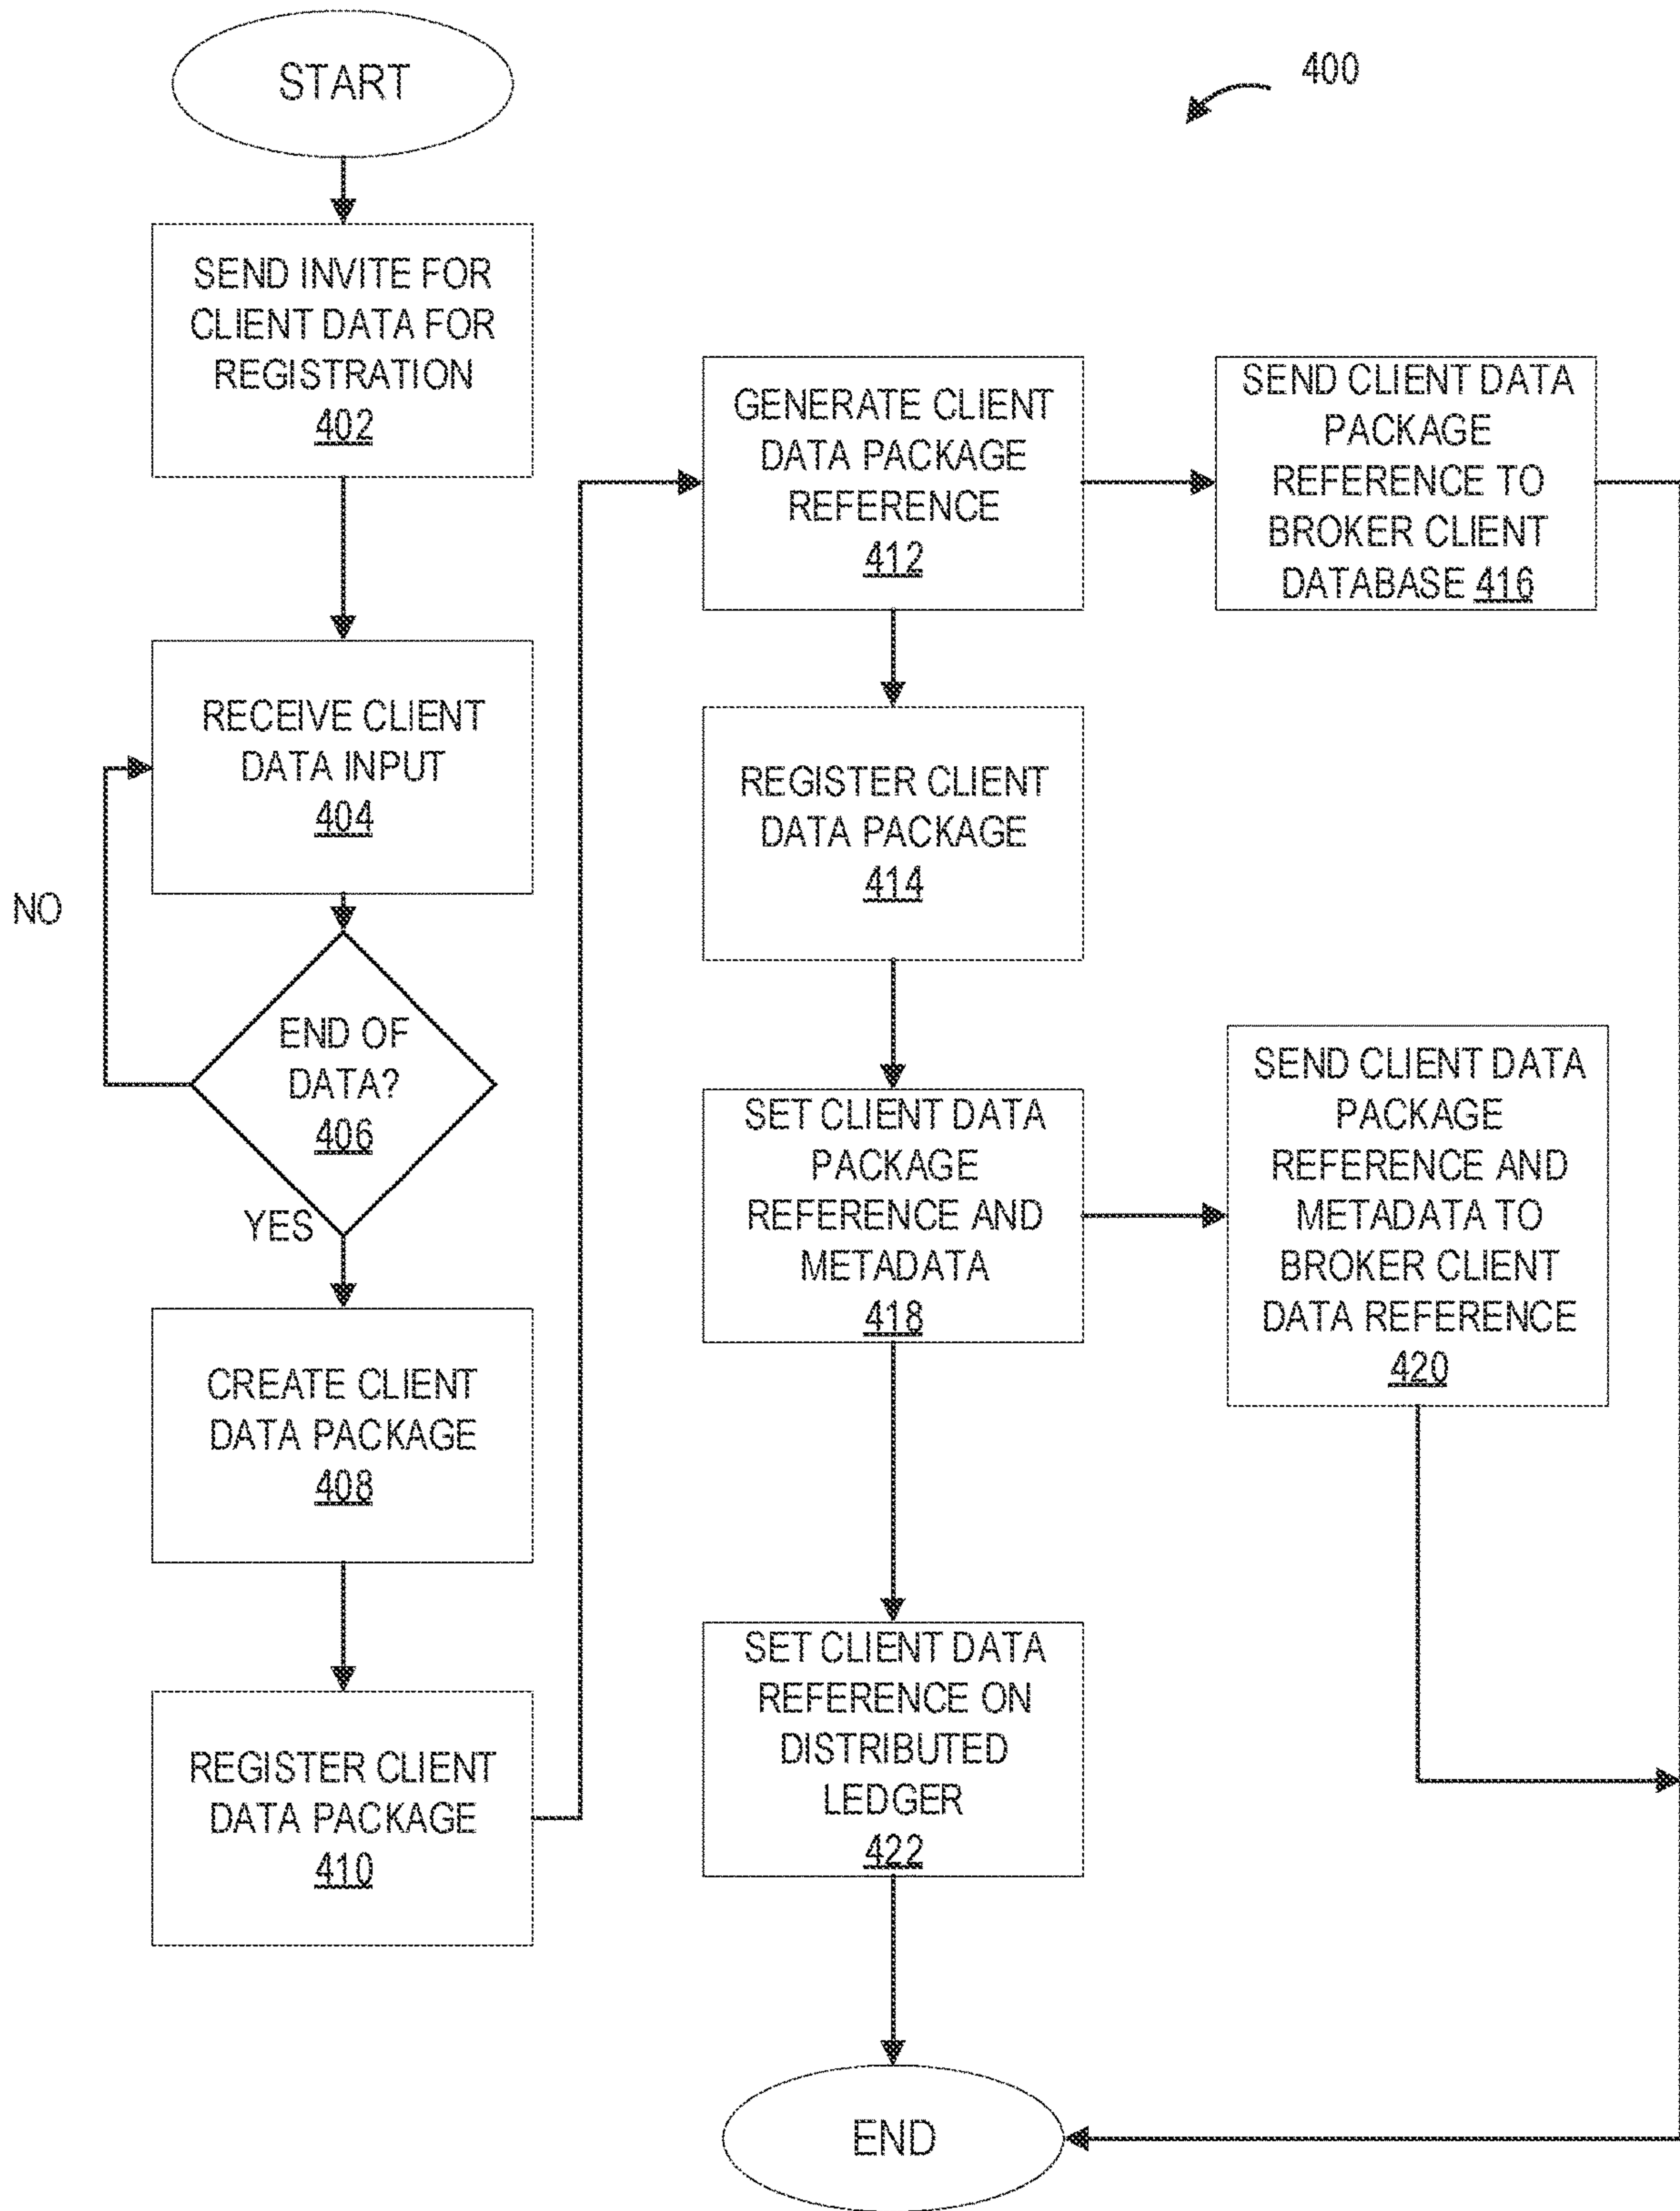 START
400
SEND INVITE FOR
CLIENT DATA FOR
REGISTRATION
402
RECEIVE CLIENT
DATA INPUT
404
NO
END OF
DATA?
406
YES
CREATE CLIENT
DATA PACKAGE
408
REGISTER CLIENT
DATA PACKAGE
410
GENERATE CLIENT
DATA PACKAGE
REFERENCE
412
SEND CLIENT DATA
PACKAGE
REFERENCE TO
BROKER CLIENT
DATABASE 416
REGISTER CLIENT
DATA PACKAGE
414
SET CLIENT DATA
PACKAGE
REFERENCE AND
METADATA
418
SEND CLIENT DATA
PACKAGE
REFERENCE AND
METADATA TO
BROKER CLIENT
DATA REFERENCE
420
SET CLIENT DATA
REFERENCE ON
DISTRIBUTED
LEDGER
422
END